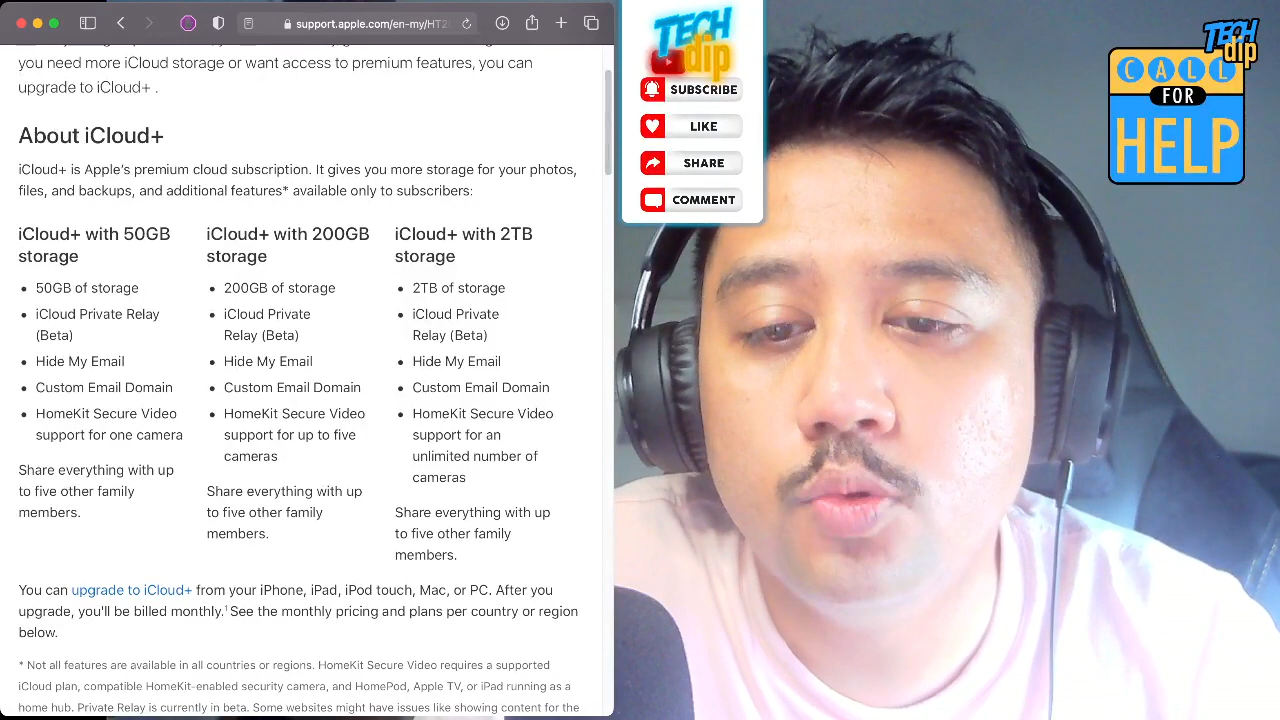 support.apple.com/en-my/HT2
you need more iCloud storage or want access to premium features, you can
upgrade to iCloud+ .
About iCloud+
iCloud+ is Apple's premium cloud subscription. It gives you more storage for your photos,
files, and backups, and additional features* available only to subscribers:
iCloud+ with 50GB
storage
50GB of storage
iCloud Private Relay
(Beta)
Hide My Email
Custom Email Domain
HomeKit Secure Video
support for one camera
Share everything with up
to five other family
members.
iCloud+ with 200GB
storage
200GB of storage
iCloud Private
Relay (Beta)
Hide My Email
Custom Email Domain
HomeKit Secure Video
support for up to five
cameras
Share everything with up
to five other family
members.
iCloud+ with 2TB
storage
2TB of storage
iCloud Private
Relay (Beta)
Hide My Email
Custom Email Domain
HomeKit Secure Video
support for an
unlimited number of
cameras
Share everything with up
to five other family
members.
You can upgrade to iCloud+ from your iPhone, iPad, iPod touch, Mac, or PC. After you
upgrade, you'll be billed monthly.¹ See the monthly pricing and plans per country or region
below.
* Not all features are available in all countries or regions. HomeKit Secure Video requires a supported
iCloud plan, compatible HomeKit-enabled security camera, and HomePod, Apple TV, or iPad running as a
home hub. Private Relay is currently in beta. Some websites might have issues like showing content for the
TECH
dip
SUBSCRIBE
LIKE
SHARE
COMMENT
TECH
dip
CALL
FOR
HELP